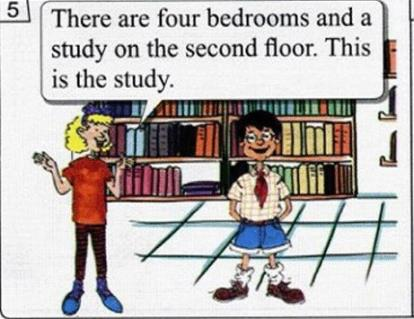 5
There are four bedrooms and a
study on the second floor. This
is the study.